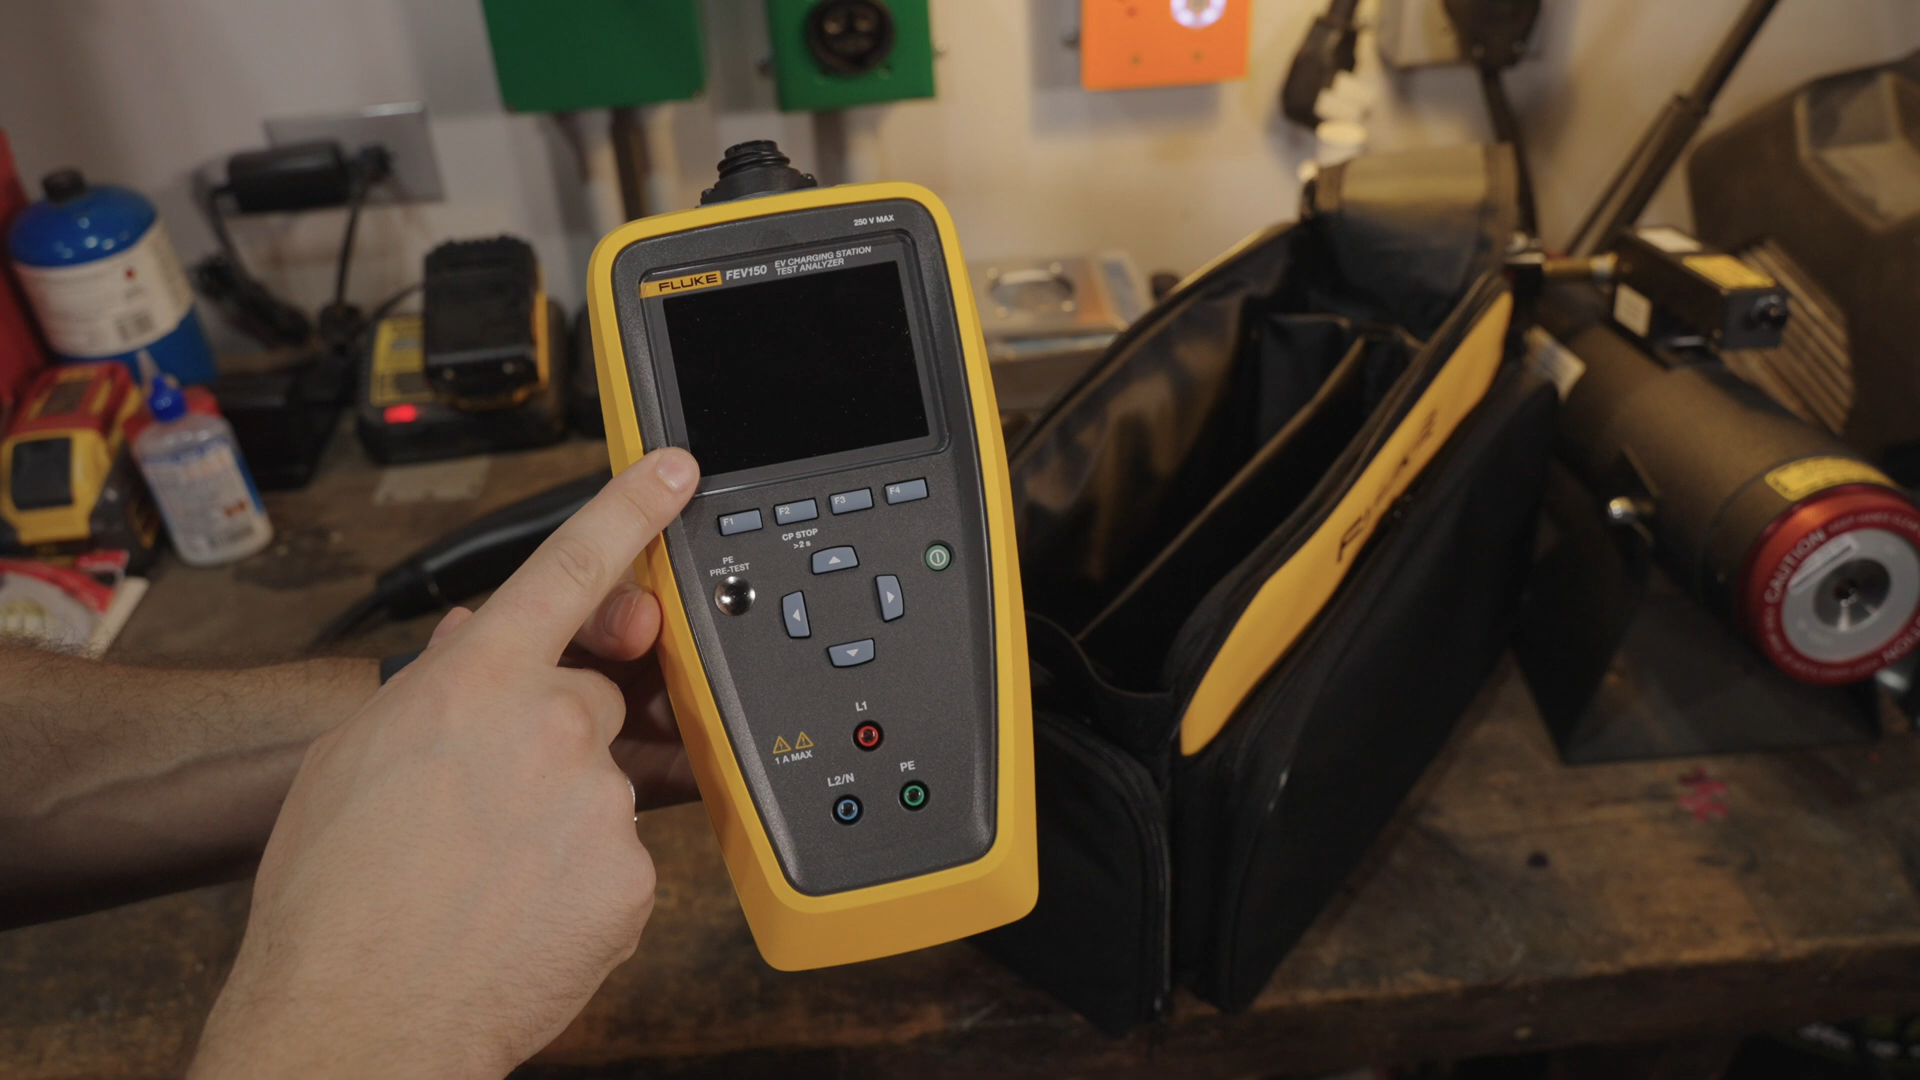 250 V MAX
FLUKE FEV150 EV CHARGING STATION
TEST ANALYZER
F1 F2 F3 F4
CP STOP
>2 s
PE
PRE-TEST
L1
1 A MAX
L2/N
PE
CAUTION